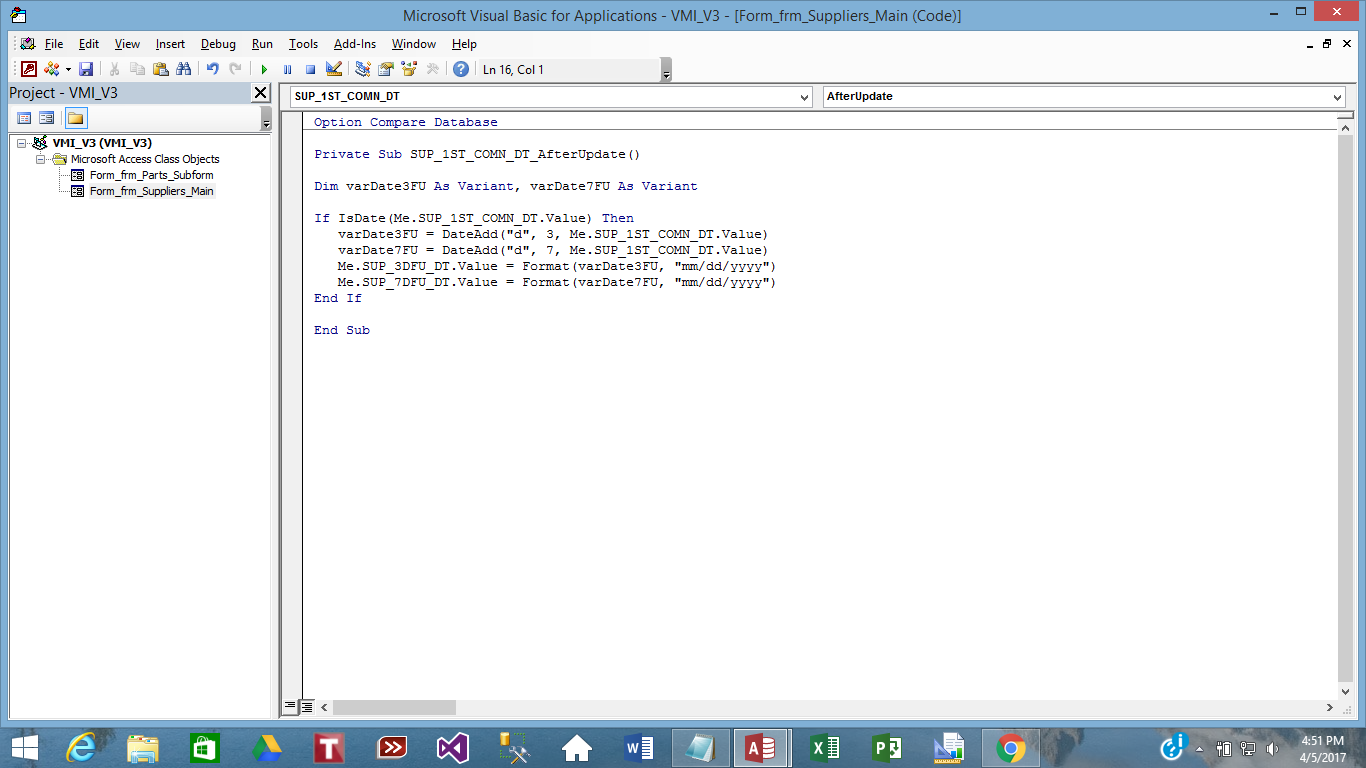 Microsoft Visual Basic for Applications - VMI_V3 - [Form_frm_Suppliers_Main (Code)]
File Edit View Insert Debug Run Tools Add-Ins Window Help
Ln 16, Col 1
Project - VMI_V3
SUP_1ST_COMN_DT AfterUpdate
VMI_V3 (VMI_V3)
Microsoft Access Class Objects
Form_frm_Parts_Subform
Form_frm_Suppliers_Main
Option Compare Database
Private Sub SUP_1ST_COMN_DT_AfterUpdate()
Dim varDate3FU As Variant, varDate7FU As Variant
If IsDate(Me.SUP_1ST_COMN_DT.Value) Then
varDate3FU = DateAdd("d", 3, Me.SUP_1ST_COMN_DT.Value)
varDate7FU = DateAdd("d", 7, Me.SUP_1ST_COMN_DT.Value)
Me.SUP_3DFU_DT.Value = Format(varDate3FU, "mm/dd/yyyy")
Me.SUP_7DFU_DT.Value = Format(varDate7FU, "mm/dd/yyyy")
End If
End Sub
4:51 PM
4/5/2017